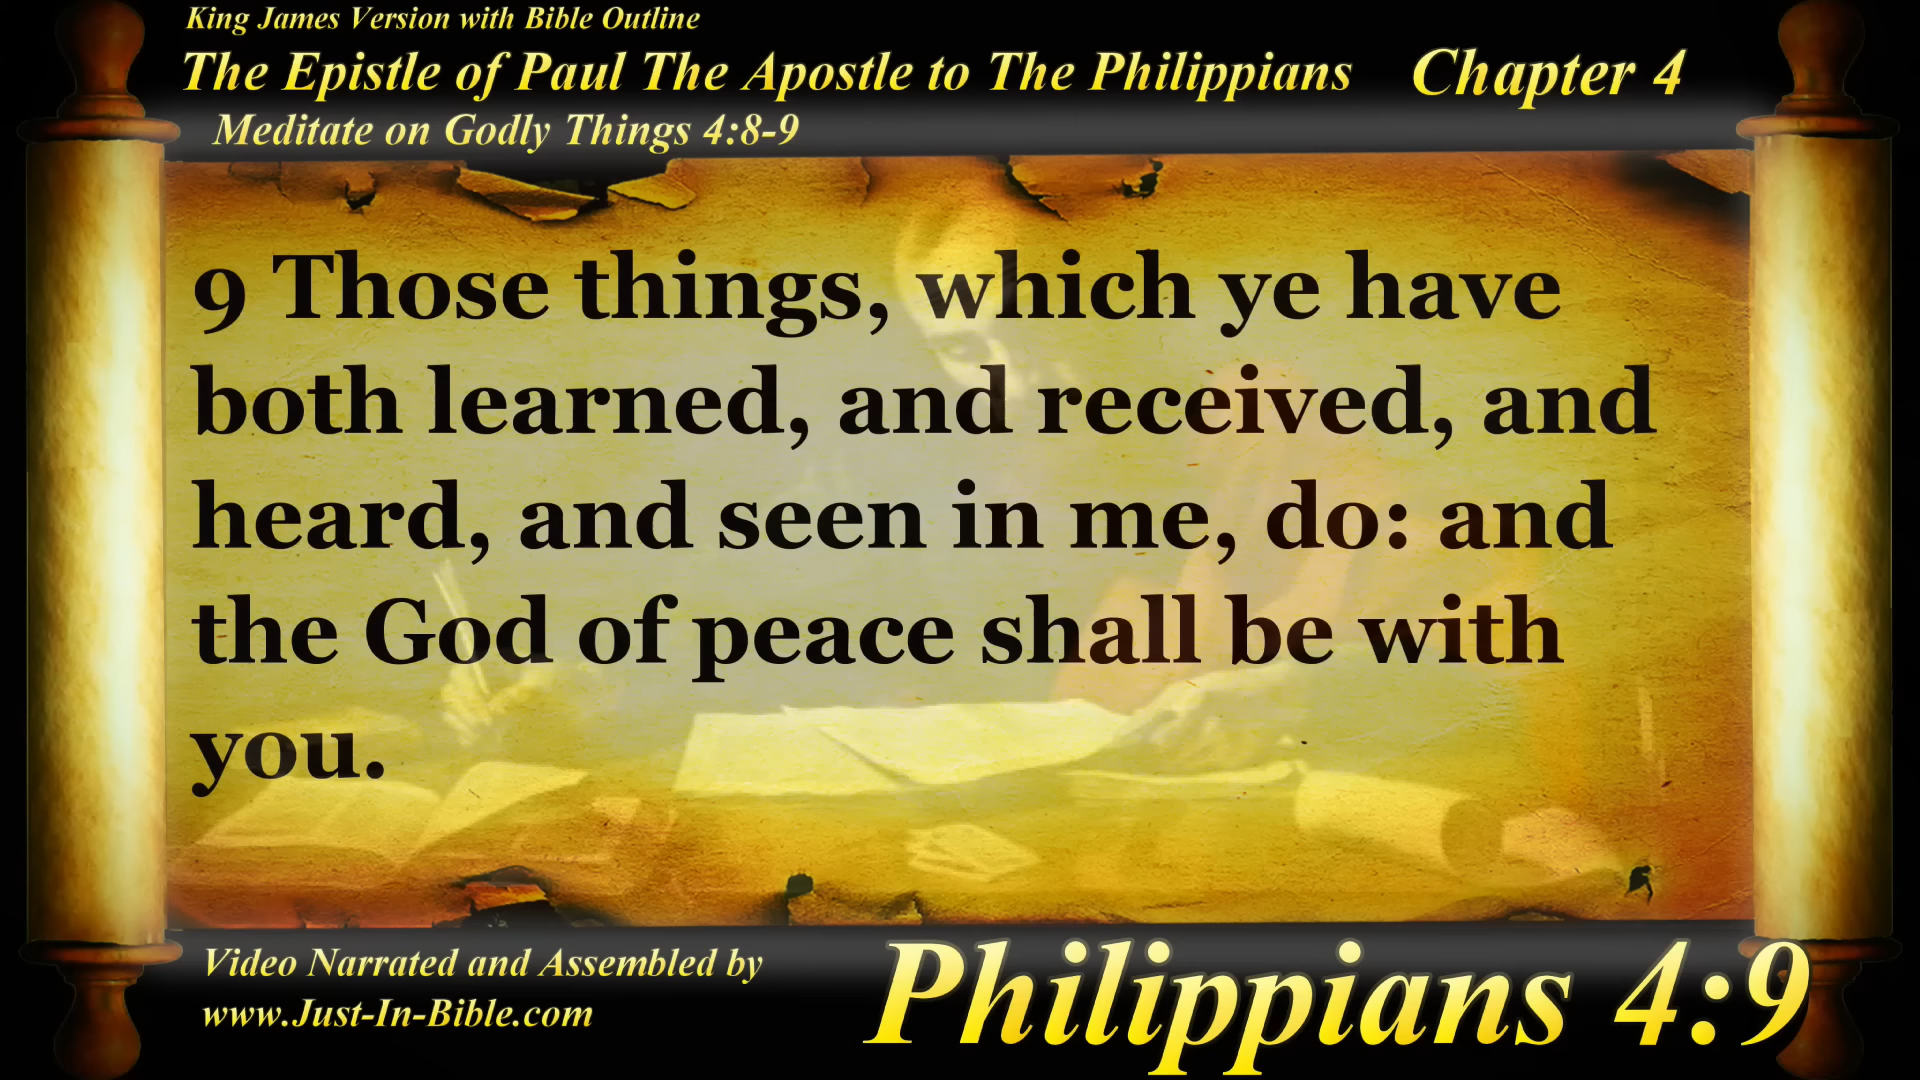 King James Version with Bible Outline
The Epistle of Paul The Apostle to The Philippians Chapter 4
Meditate on Godly Things 4:8-9
9 Those things, which ye have
both learned, and received, and
heard, and seen in me, do: and
the God of peace shall be with
you.
Video Narrated and Assembled by
www.Just-In-Bible.com
Philippians 4:9